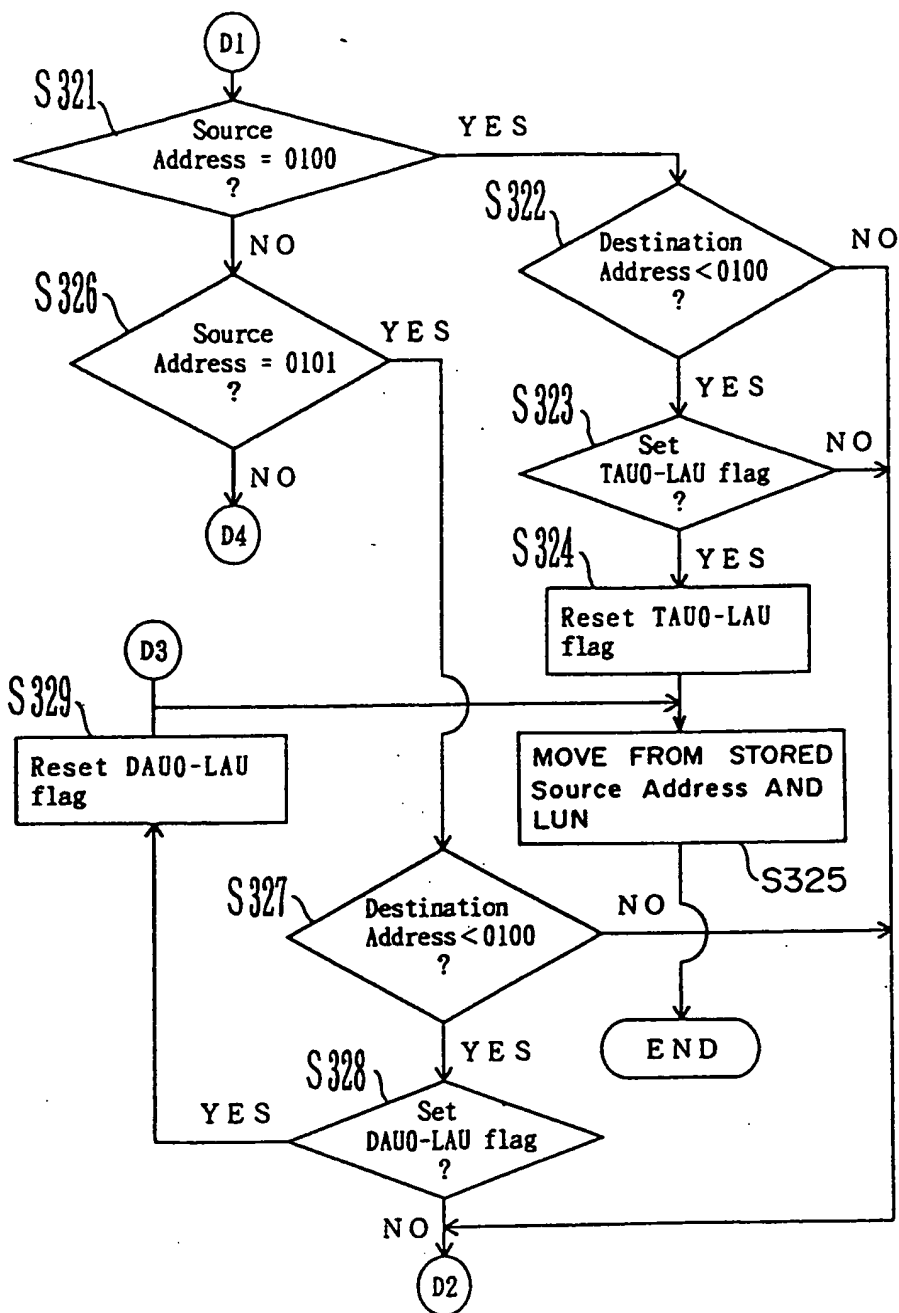 D1
S321
Source
Address = 0100
?
YES
NO
S322
Destination
Address<0100
?
NO
YES
S326
Source
Address = 0101
?
YES
NO
D4
S323
Set
TAU0-LAU flag
?
NO
YES
S324
Reset TAU0-LAU
flag
D3
S329
Reset DAU0-LAU
flag
MOVE FROM STORED
Source Address AND
LUN
S325
S327
Destination
Address<0100
?
NO
YES
END
S328
Set
DAU0-LAU flag
?
YES
NO
D2